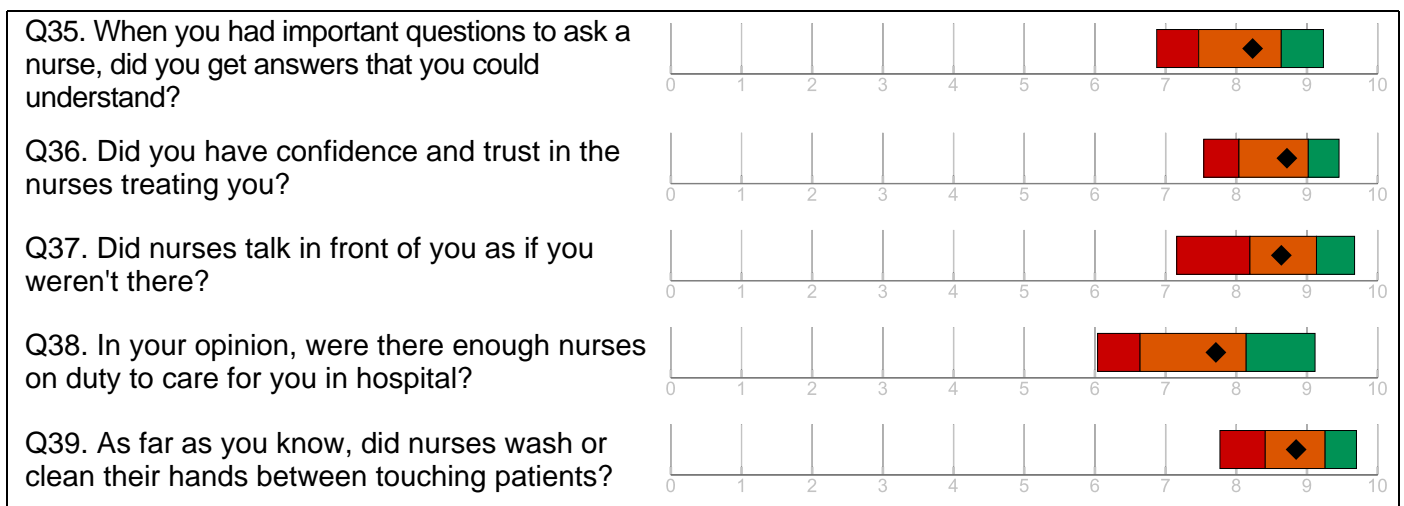 Q35. When you had important questions to ask a
nurse, did you get answers that you could
understand?
0 1 2 3 4 5 6 7 8 9 10
Q36. Did you have confidence and trust in the
nurses treating you?
0 1 2 3 4 5 6 7 8 9 10
Q37. Did nurses talk in front of you as if you
weren't there?
0 1 2 3 4 5 6 7 8 9 10
Q38. In your opinion, were there enough nurses
on duty to care for you in hospital?
0 1 2 3 4 5 6 7 8 9 10
Q39. As far as you know, did nurses wash or
clean their hands between touching patients?
0 1 2 3 4 5 6 7 8 9 10